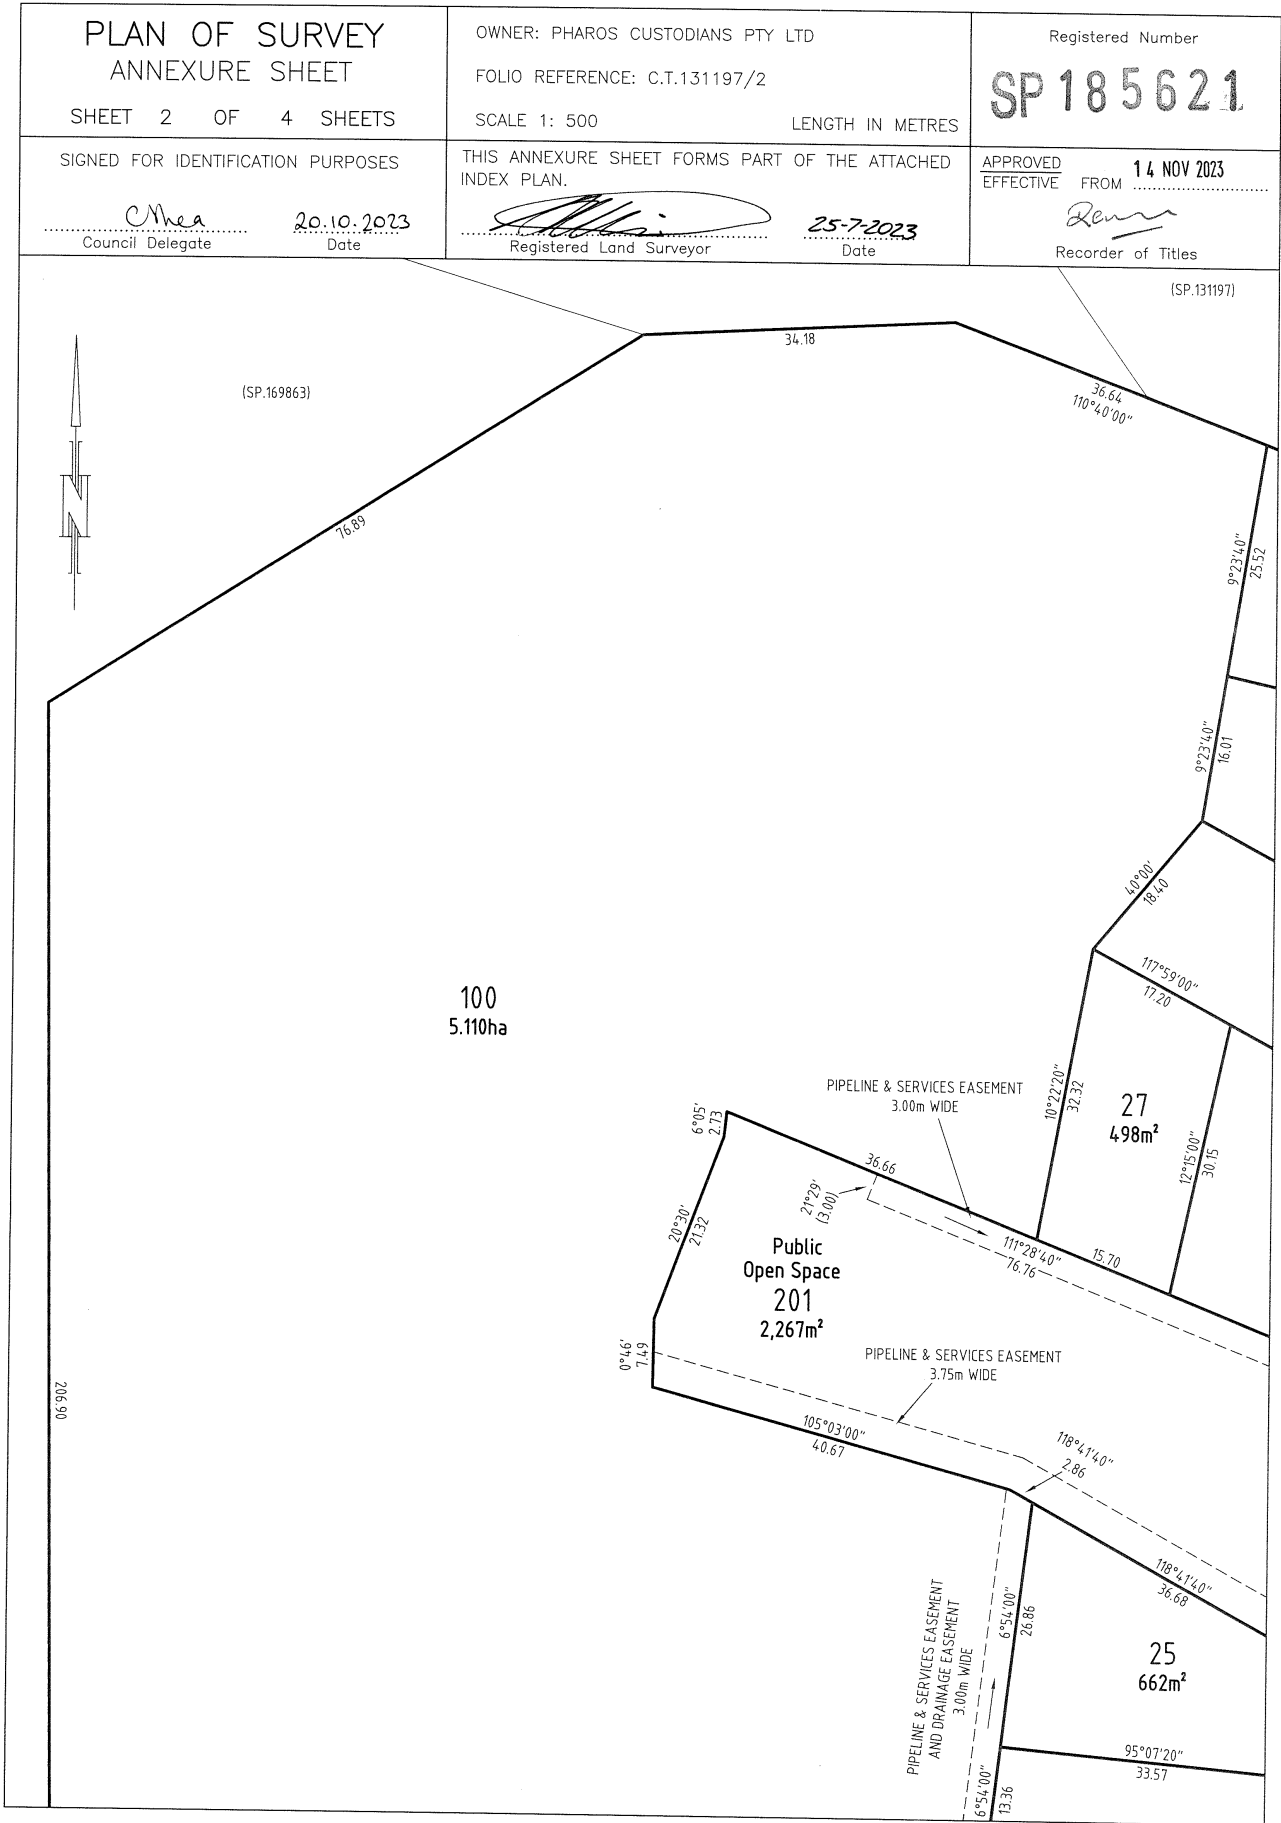 PLAN OF SURVEY
ANNEXURE SHEET
SHEET 2 OF 4 SHEETS
OWNER: PHAROS CUSTODIANS PTY LTD
FOLIO REFERENCE: C.T.131197/2
SCALE 1: 500 LENGTH IN METRES
Registered Number
SP 185621
SIGNED FOR IDENTIFICATION PURPOSES
20.10.2023
Council Delegate Date
THIS ANNEXURE SHEET FORMS PART OF THE ATTACHED
INDEX PLAN.
25-7-2023
Registered Land Surveyor Date
APPROVED
EFFECTIVE FROM 14 NOV 2023
Recorder of Titles
(SP.131197)
34.18
36.64
110°40'00"
(SP.169863)
N
76.89
9°23'40"
25.52
9°23'40"
16.01
40°00'
18.40
117°59'00"
17.20
100
5.110ha
10°22'20"
32.32
27
498m²
12°15'00"
30.15
PIPELINE & SERVICES EASEMENT
3.00m WIDE
6°05'
2.73
36.66
21°29'
(3.00)
20°30'
21.32
111°28'40"
76.76
15.70
Public
Open Space
201
2,267m²
0°46'
7.49
PIPELINE & SERVICES EASEMENT
3.75m WIDE
206.90
105°03'00"
40.67
118°41'40"
2.86
118°41'40"
36.68
PIPELINE & SERVICES EASEMENT
AND DRAINAGE EASEMENT
3.00m WIDE
6°54'00"
26.86
25
662m²
95°07'20"
33.57
6°54'00"
13.36